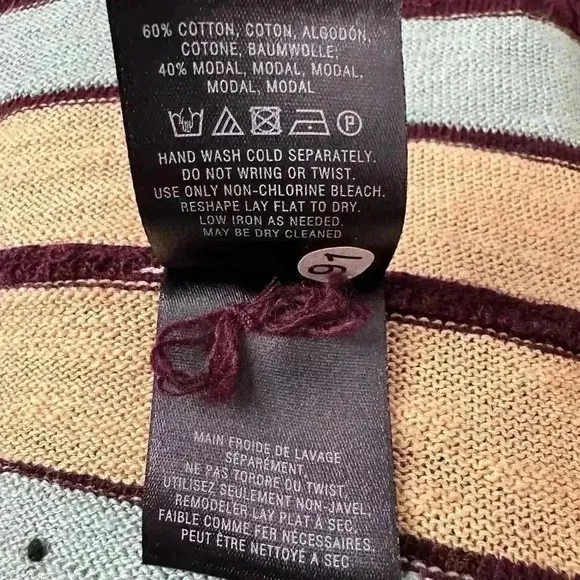 60% COTTON, COTON, ALGODÓN,
COTONE, BAUMWOLLE;
40% MODAL, MODAL, MODAL,
MODAL, MODAL
P
HAND WASH COLD SEPARATELY.
DO NOT WRING OR TWIST.
USE ONLY NON-CHLORINE BLEACH.
RESHAPE LAY FLAT TO DRY.
LOW IRON AS NEEDED.
MAY BE DRY CLEANED
91
MAIN FROIDE DE LAVAGE
SÉPARÉMENT.
NE PAS TORDRE OU TWIST.
UTILISEZ SEULEMENT NON-JAVEL.
REMODELER LAY PLAT À SEC.
FAIBLE COMME FER NÉCESSAIRES.
PEUT ÊTRE NETTOYÉ À SEC